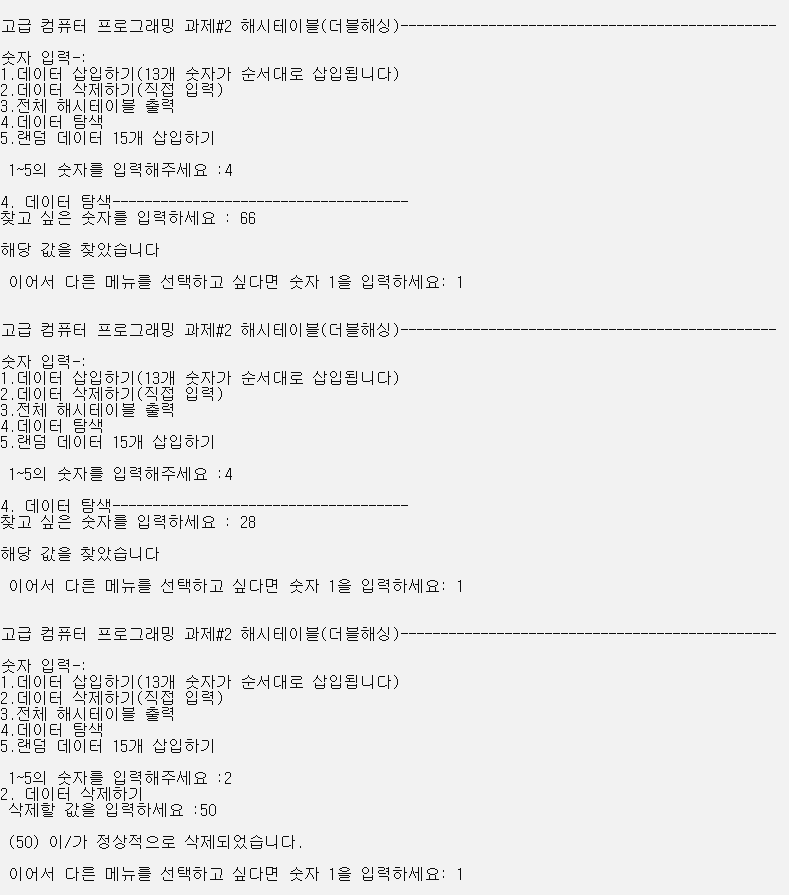 고급 컴퓨터 프로그래밍 과제#2 해시테이블(더블해싱)-----------------------------------------------
숫자 입력-:
1.데이터 삽입하기(13개 숫자가 순서대로 삽입됩니다)
2.데이터 삭제하기(직접 입력)
3.전체 해시테이블 출력
4.데이터 탐색
5.랜덤 데이터 15개 삽입하기
1~5의 숫자를 입력해주세요 :4
4. 데이터 탐색-------------------------------------
찾고 싶은 숫자를 입력하세요 : 66
해당 값을 찾았습니다
이어서 다른 메뉴를 선택하고 싶다면 숫자 1을 입력하세요: 1
고급 컴퓨터 프로그래밍 과제#2 해시테이블(더블해싱)-----------------------------------------------
숫자 입력-:
1.데이터 삽입하기(13개 숫자가 순서대로 삽입됩니다)
2.데이터 삭제하기(직접 입력)
3.전체 해시테이블 출력
4.데이터 탐색
5.랜덤 데이터 15개 삽입하기
1~5의 숫자를 입력해주세요 :4
4. 데이터 탐색-------------------------------------
찾고 싶은 숫자를 입력하세요 : 28
해당 값을 찾았습니다
이어서 다른 메뉴를 선택하고 싶다면 숫자 1을 입력하세요: 1
고급 컴퓨터 프로그래밍 과제#2 해시테이블(더블해싱)-----------------------------------------------
숫자 입력-:
1.데이터 삽입하기(13개 숫자가 순서대로 삽입됩니다)
2.데이터 삭제하기(직접 입력)
3.전체 해시테이블 출력
4.데이터 탐색
5.랜덤 데이터 15개 삽입하기
1~5의 숫자를 입력해주세요 :2
2. 데이터 삭제하기
삭제할 값을 입력하세요 :50
(50) 이/가 정상적으로 삭제되었습니다.
이어서 다른 메뉴를 선택하고 싶다면 숫자 1을 입력하세요: 1